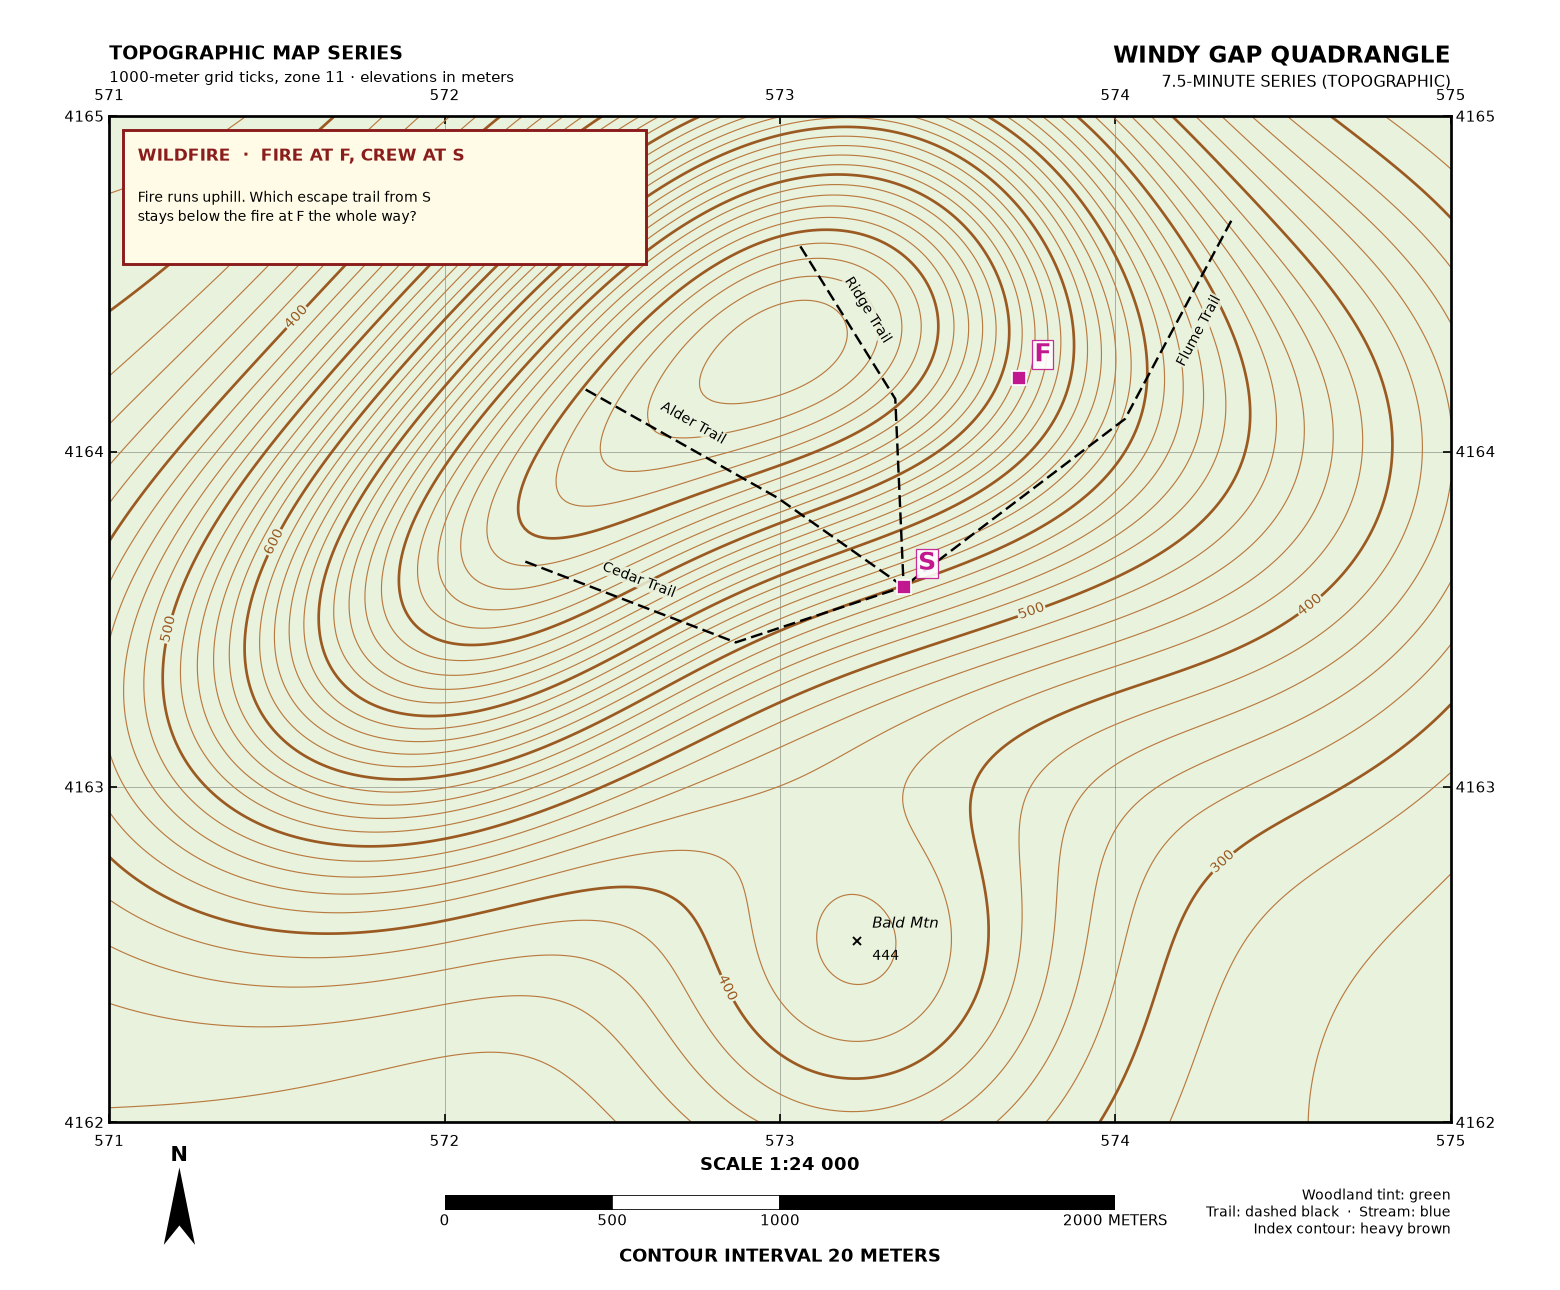 TOPOGRAPHIC MAP SERIES
1000-meter grid ticks, zone 11 · elevations in meters
WINDY GAP QUADRANGLE
7.5-MINUTE SERIES (TOPOGRAPHIC)
571
572
573
574
575
4165
4165
WILDFIRE · FIRE AT F, CREW AT S
Fire runs uphill. Which escape trail from S
stays below the fire at F the whole way?
400
Ridge Trail
Flume Trail
F
Alder Trail
4164
4164
600
S
Cedar Trail
500
500
400
4163
4163
300
Bald Mtn
444
400
4162
4162
571
572
573
574
575
N
SCALE 1:24 000
0
500
1000
2000 METERS
CONTOUR INTERVAL 20 METERS
Woodland tint: green
Trail: dashed black · Stream: blue
Index contour: heavy brown